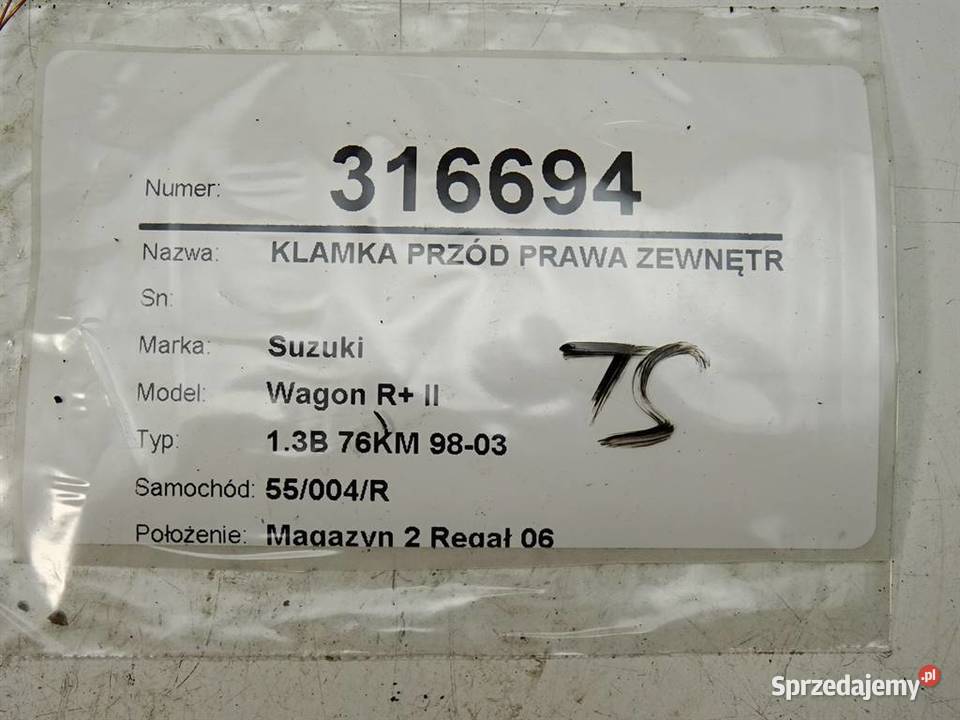 Numer: 316694
Nazwa: KLAMKA PRZÓD PRAWA ZEWNĘTR
Sn:
Marka: Suzuki
Model: Wagon R+ II
Typ: 1.3B 76KM 98-03
TS
Samochód: 55/004/R
Położenie: Magazyn 2 Regał 06
Sprzedajemy.pl